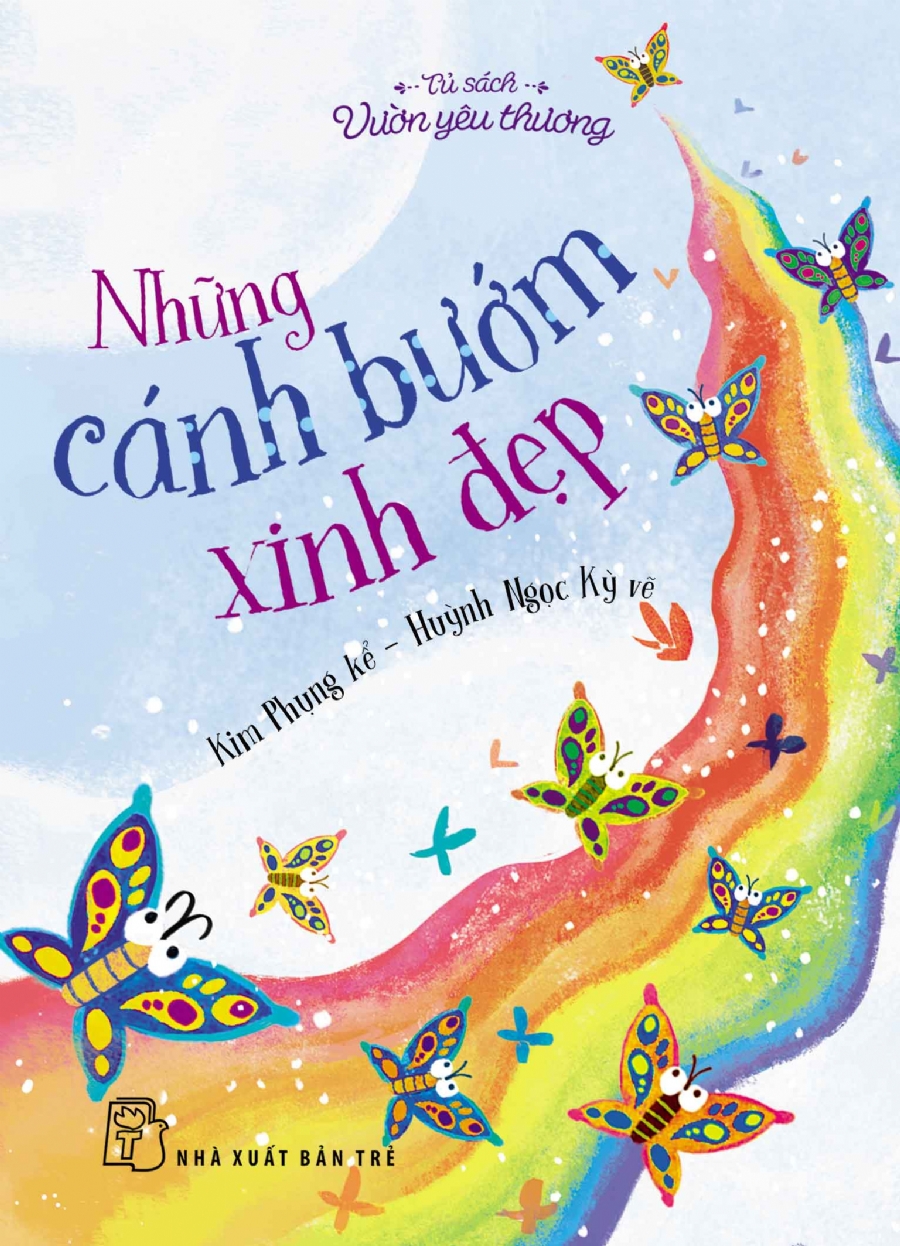 Tủ sách
Vườn yêu thương
Những
cánh bướm
xinh đẹp
Kim Phụng kể - Huỳnh Ngọc Kỳ vẽ
T
NHÀ XUẤT BẢN TRẺ